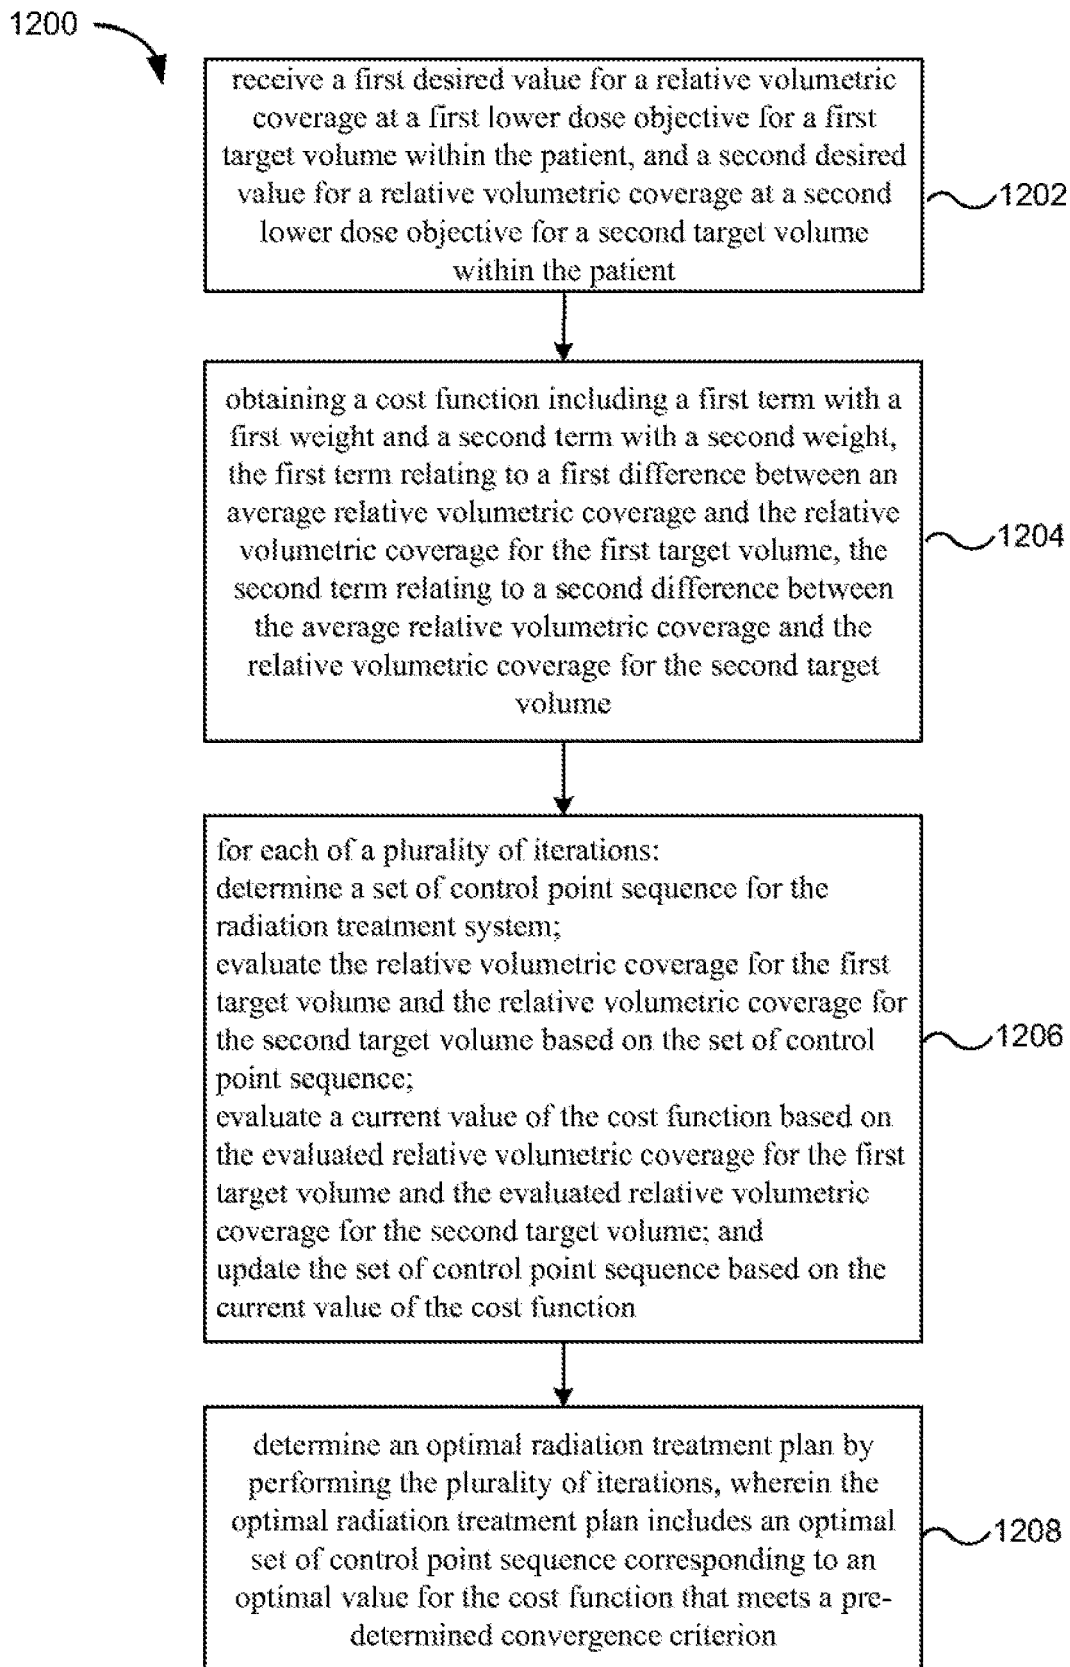 1200
receive a first desired value for a relative volumetric
coverage at a first lower dose objective for a first
target volume within the patient, and a second desired
value for a relative volumetric coverage at a second
lower dose objective for a second target volume
within the patient
1202
obtaining a cost function including a first term with a
first weight and a second term with a second weight,
the first term relating to a first difference between an
average relative volumetric coverage and the relative
volumetric coverage for the first target volume, the
second term relating to a second difference between
the average relative volumetric coverage and the
relative volumetric coverage for the second target
volume
1204
for each of a plurality of iterations:
determine a set of control point sequence for the
radiation treatment system;
evaluate the relative volumetric coverage for the first
target volume and the relative volumetric coverage for
the second target volume based on the set of control
point sequence;
evaluate a current value of the cost function based on
the evaluated relative volumetric coverage for the first
target volume and the evaluated relative volumetric
coverage for the second target volume; and
update the set of control point sequence based on the
current value of the cost function
1206
determine an optimal radiation treatment plan by
performing the plurality of iterations, wherein the
optimal radiation treatment plan includes an optimal
set of control point sequence corresponding to an
optimal value for the cost function that meets a pre-
determined convergence criterion
1208